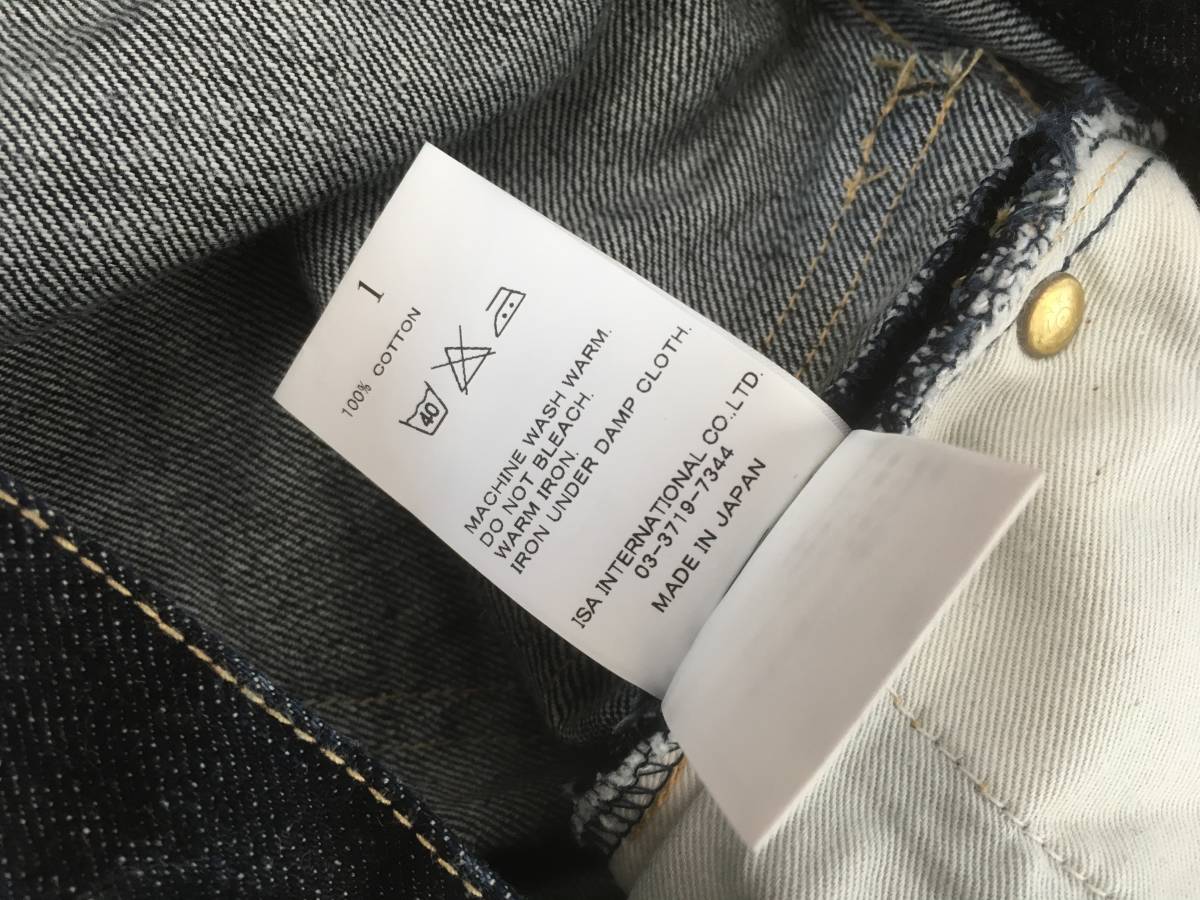 1
100% COTTON
40
MACHINE WASH WARM.
DO NOT BLEACH.
WARM IRON.
IRON UNDER DAMP CLOTH.
ISA INTERNATIONAL CO.,LTD.
03-3719-7344
MADE IN JAPAN